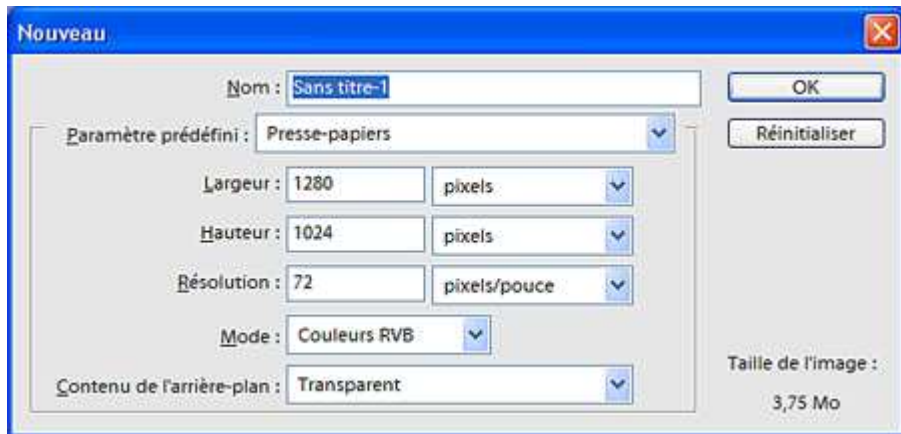 Nouveau
Nom : Sans titre-1
OK
Paramètre prédéfini : Presse-papiers
Réinitialiser
Largeur : 1280 pixels
Hauteur : 1024 pixels
Résolution : 72 pixels/pouce
Mode : Couleurs RVB
Taille de l'image :
Contenu de l'arrière-plan : Transparent
3,75 Mo